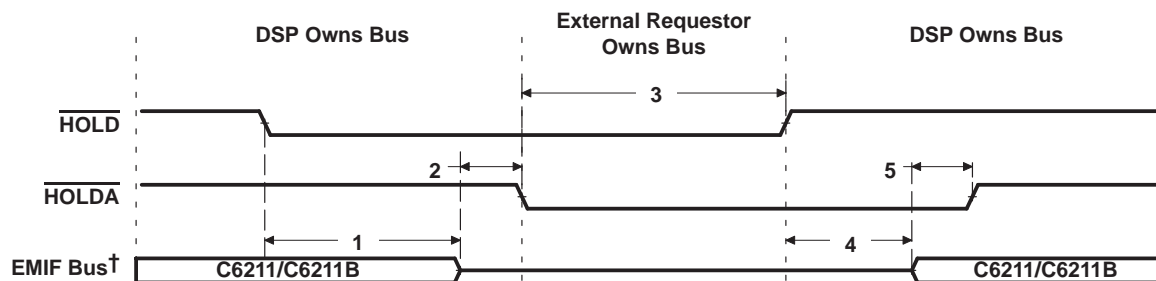 DSP Owns Bus
External Requestor
Owns Bus
DSP Owns Bus
HOLD
3
HOLDA
2
5
1
4
EMIF Bus†
C6211/C6211B
C6211/C6211B